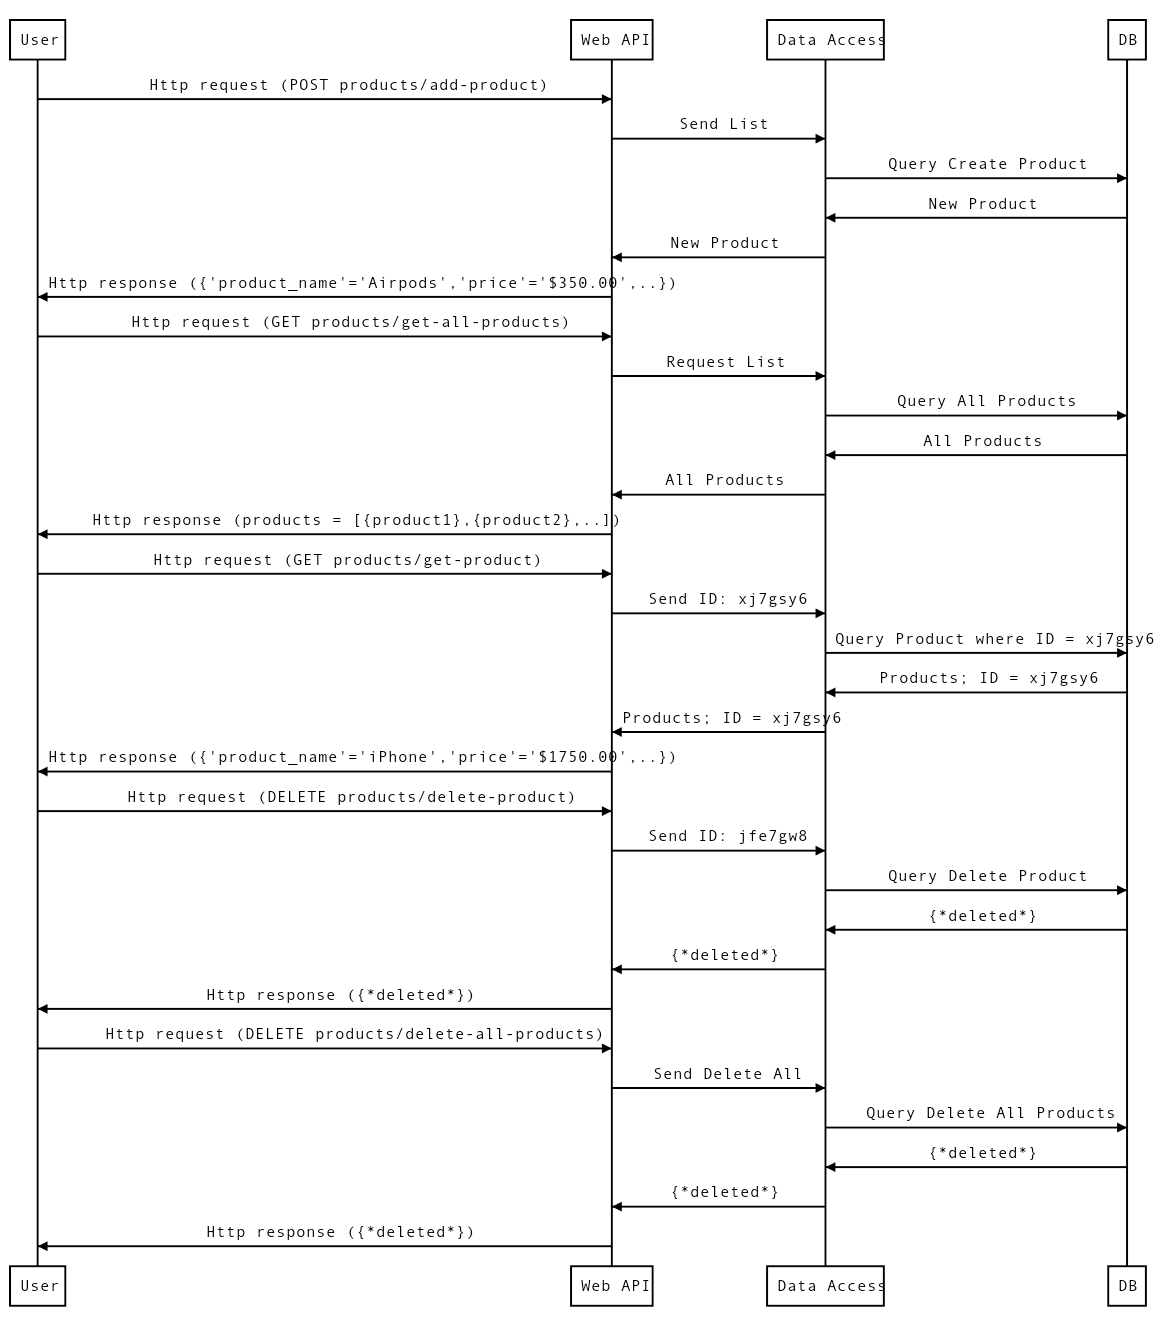 User Web API Data Access DB
Http request (POST products/add-product)
Send List
Query Create Product
New Product
New Product
Http response ({'product_name'='Airpods','price'='$350.00',..})
Http request (GET products/get-all-products)
Request List
Query All Products
All Products
All Products
Http response (products = [{product1},{product2},..])
Http request (GET products/get-product)
Send ID: xj7gsy6
Query Product where ID = xj7gsy6
Products; ID = xj7gsy6
Products; ID = xj7gsy6
Http response ({'product_name'='iPhone','price'='$1750.00',..})
Http request (DELETE products/delete-product)
Send ID: jfe7gw8
Query Delete Product
{*deleted*}
{*deleted*}
Http response ({*deleted*})
Http request (DELETE products/delete-all-products)
Send Delete All
Query Delete All Products
{*deleted*}
{*deleted*}
Http response ({*deleted*})
User Web API Data Access DB